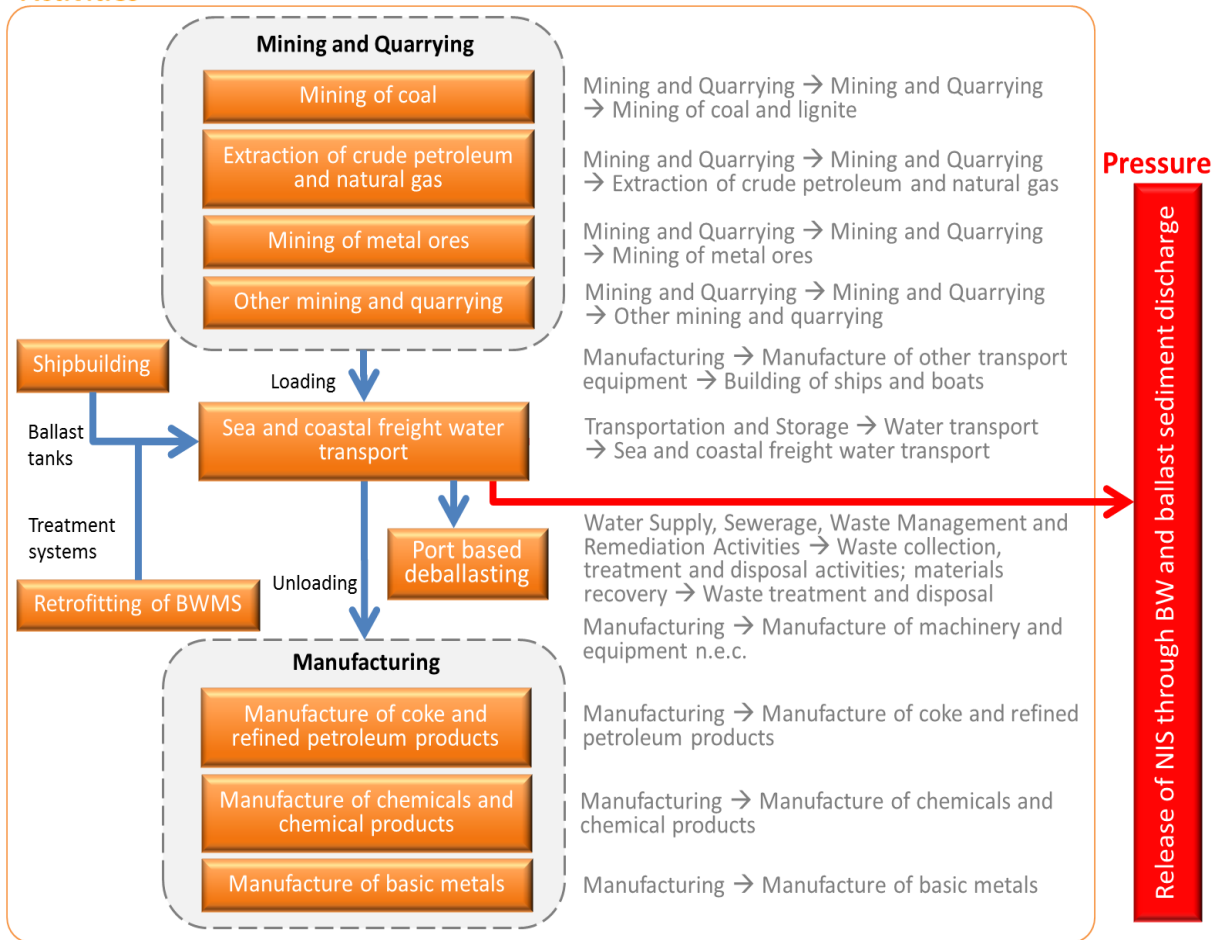 Mining and Quarrying
Mining of coal
Extraction of crude petroleum
and natural gas
Mining of metal ores
Other mining and quarrying
Mining and Quarrying → Mining and Quarrying
→ Mining of coal and lignite
Mining and Quarrying → Mining and Quarrying
→ Extraction of crude petroleum and natural gas
Mining and Quarrying → Mining and Quarrying
→ Mining of metal ores
Mining and Quarrying → Mining and Quarrying
→ Other mining and quarrying
Shipbuilding
Loading
Manufacturing → Manufacture of other transport
equipment → Building of ships and boats
Ballast
tanks
Sea and coastal freight water
transport
Transportation and Storage → Water transport
→ Sea and coastal freight water transport
Treatment
systems
Retrofitting of BWMS
Unloading
Port based
deballasting
Water Supply, Sewerage, Waste Management and
Remediation Activities → Waste collection,
treatment and disposal activities; materials
recovery → Waste treatment and disposal
Manufacturing → Manufacture of machinery and
equipment n.e.c.
Manufacturing
Manufacture of coke and
refined petroleum products
Manufacturing → Manufacture of coke and refined
petroleum products
Manufacture of chemicals and
chemical products
Manufacturing → Manufacture of chemicals and
chemical products
Manufacture of basic metals
Manufacturing → Manufacture of basic metals
Pressure
Release of NIS through BW and ballast sediment discharge